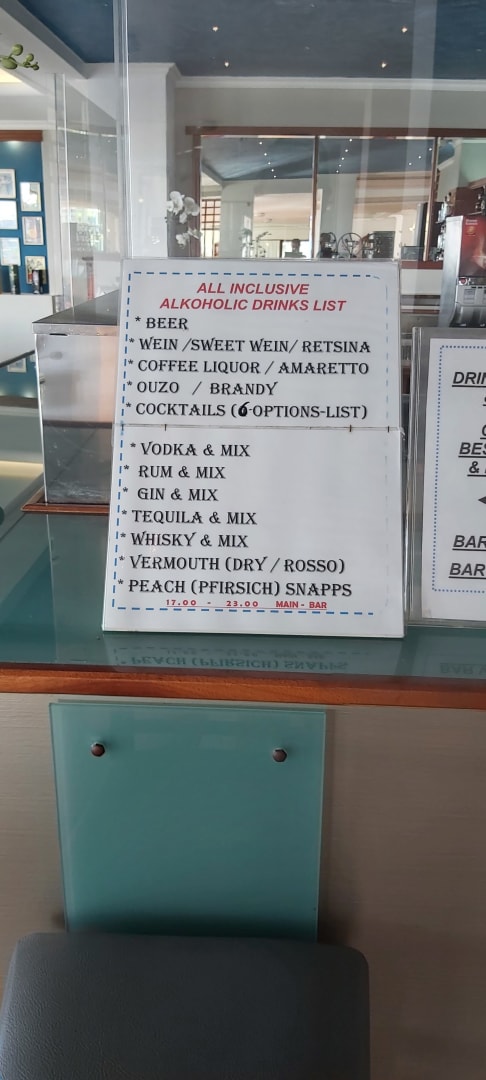 ALL INCLUSIVE
ALKOHOLIC DRINKS LIST
* BEER
* WEIN /SWEET WEIN/ RETSINA
* COFFEE LIQUOR / AMARETTO
* OUZO / BRANDY
* COCKTAILS (6-OPTIONS-LIST)
* VODKA & MIX
* RUM & MIX
* GIN & MIX
* TEQUILA & MIX
* WHISKY & MIX
* VERMOUTH (DRY / ROSSO)
* PEACH (PFIRSICH) SNAPPS
17.00 - 23.00 MAIN - BAR
BAR
BAR